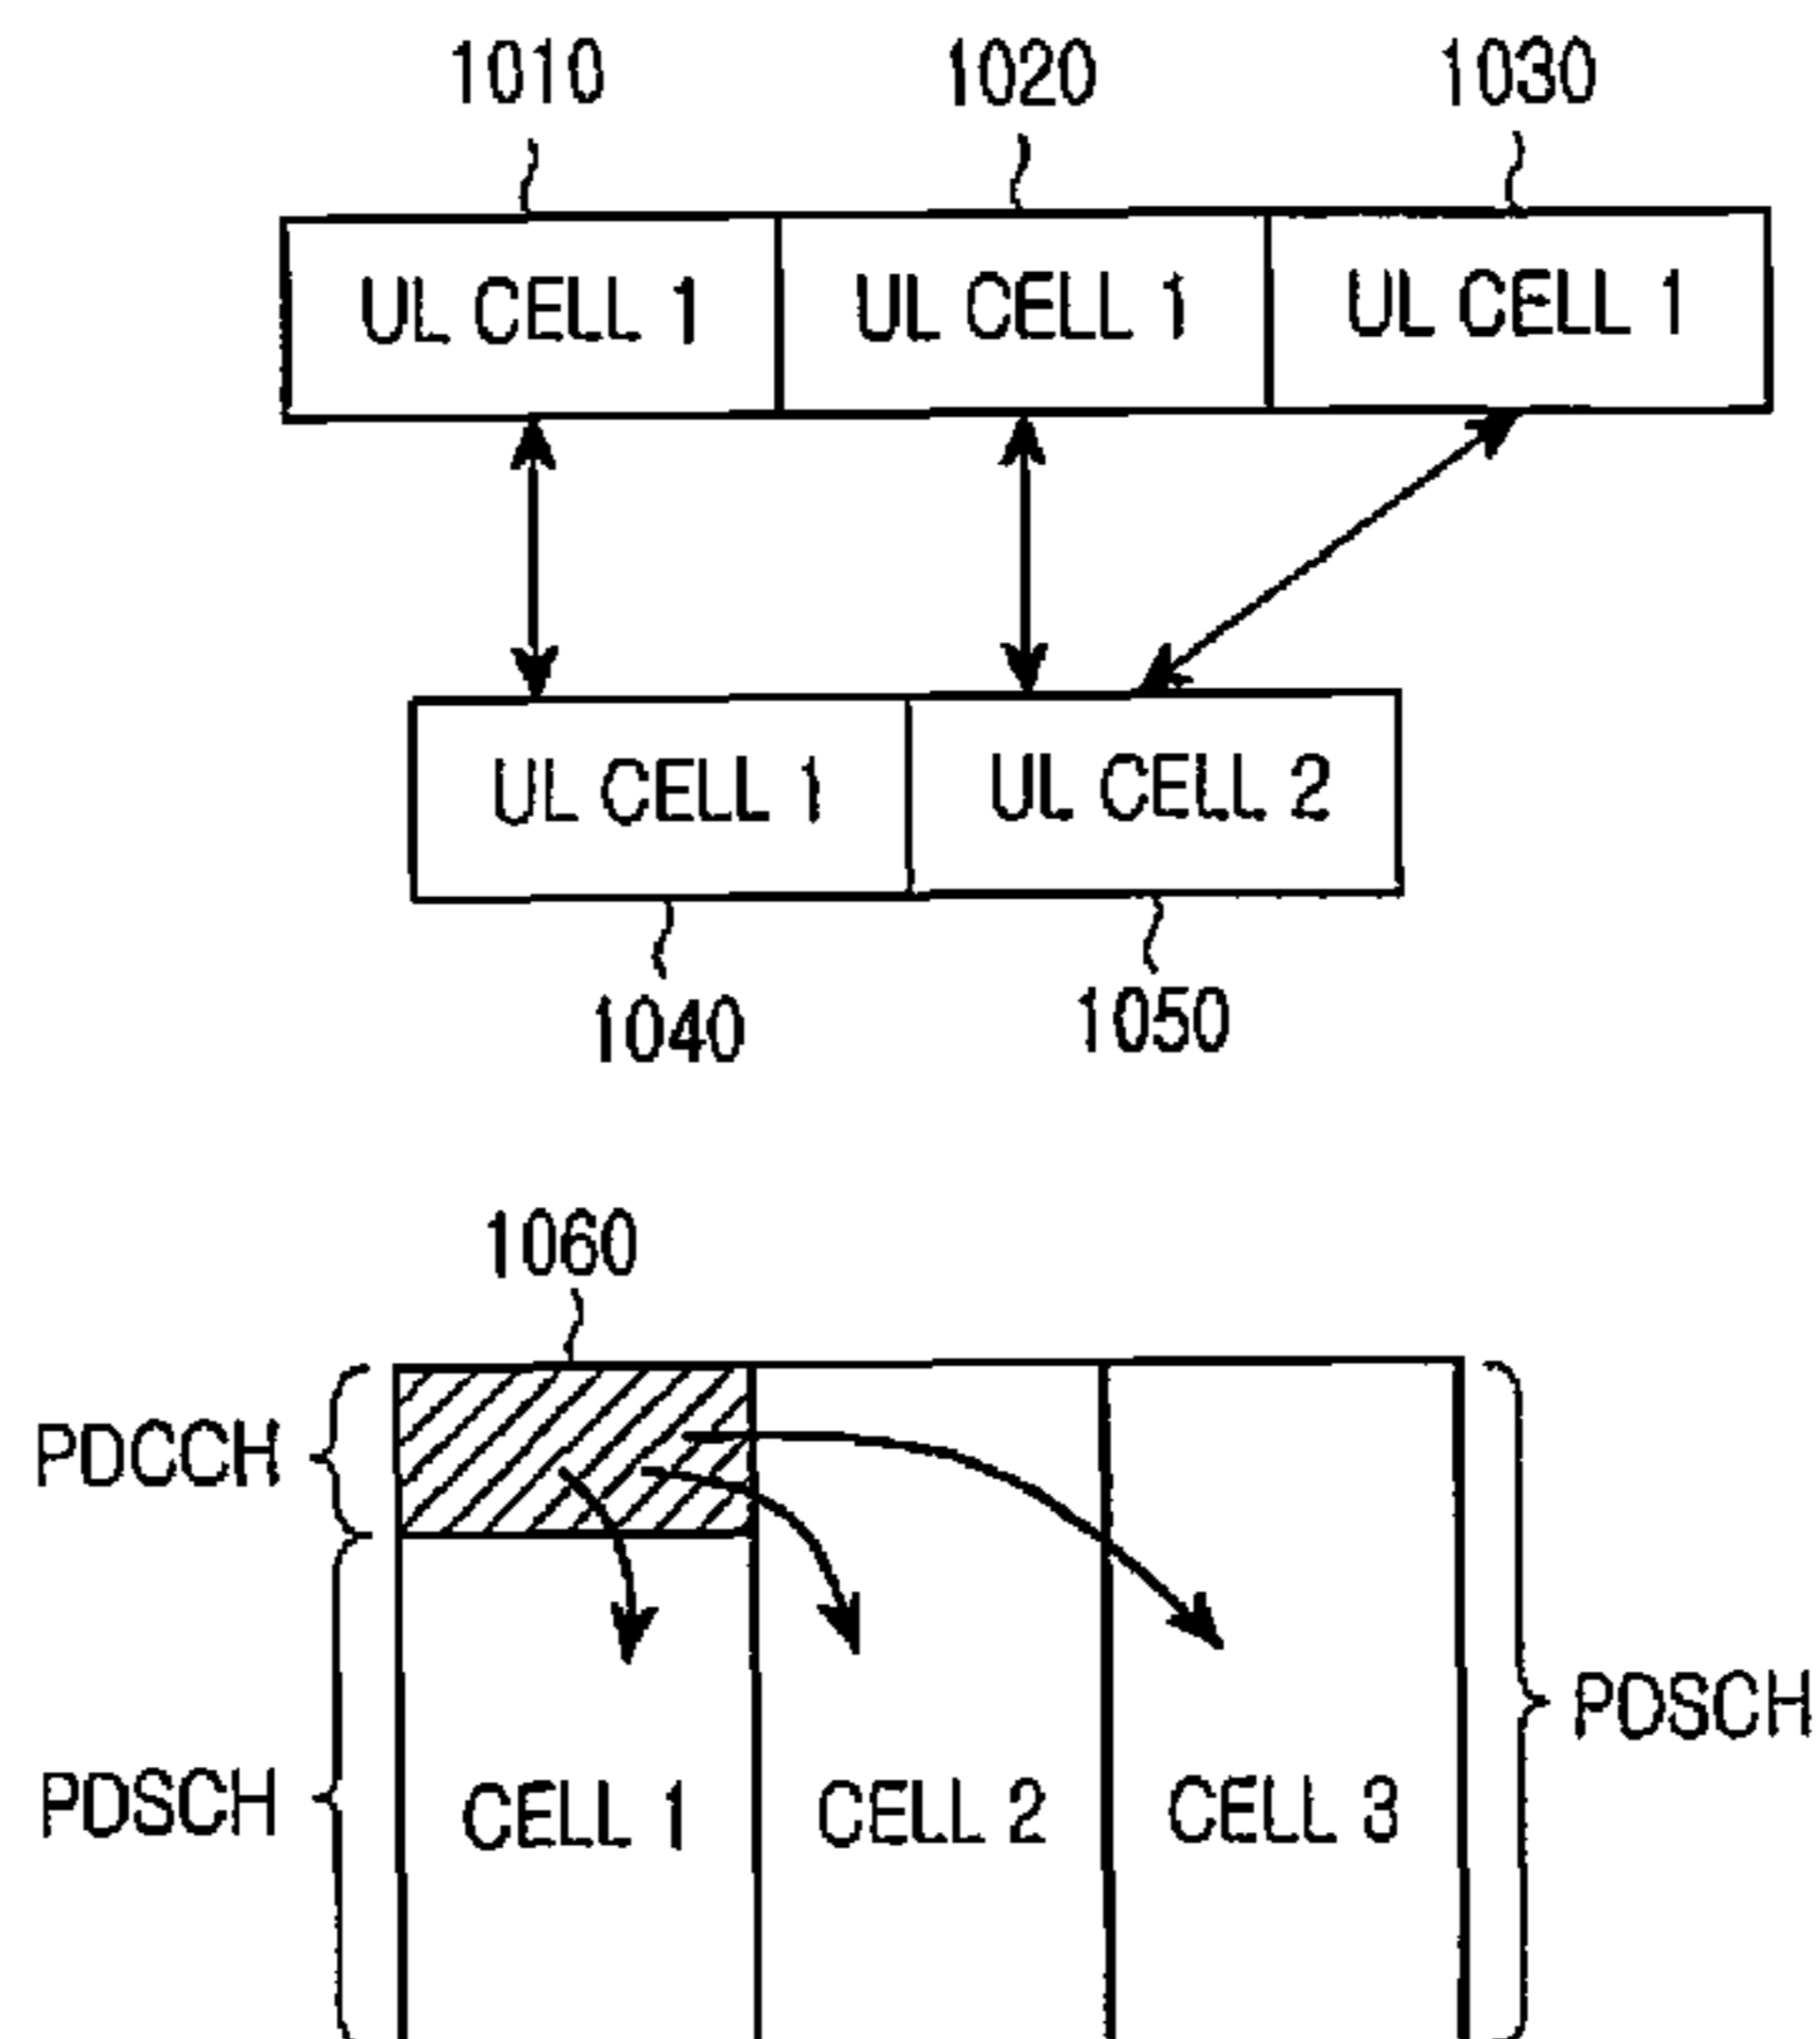 1010 1020 1030
UL CELL 1 UL CELL 1 UL CELL 1
UL CELL 1 UL CELL 2
1040 1050
1060
PDCCH
PDSCH
PDSCH CELL 1 CELL 2 CELL 3